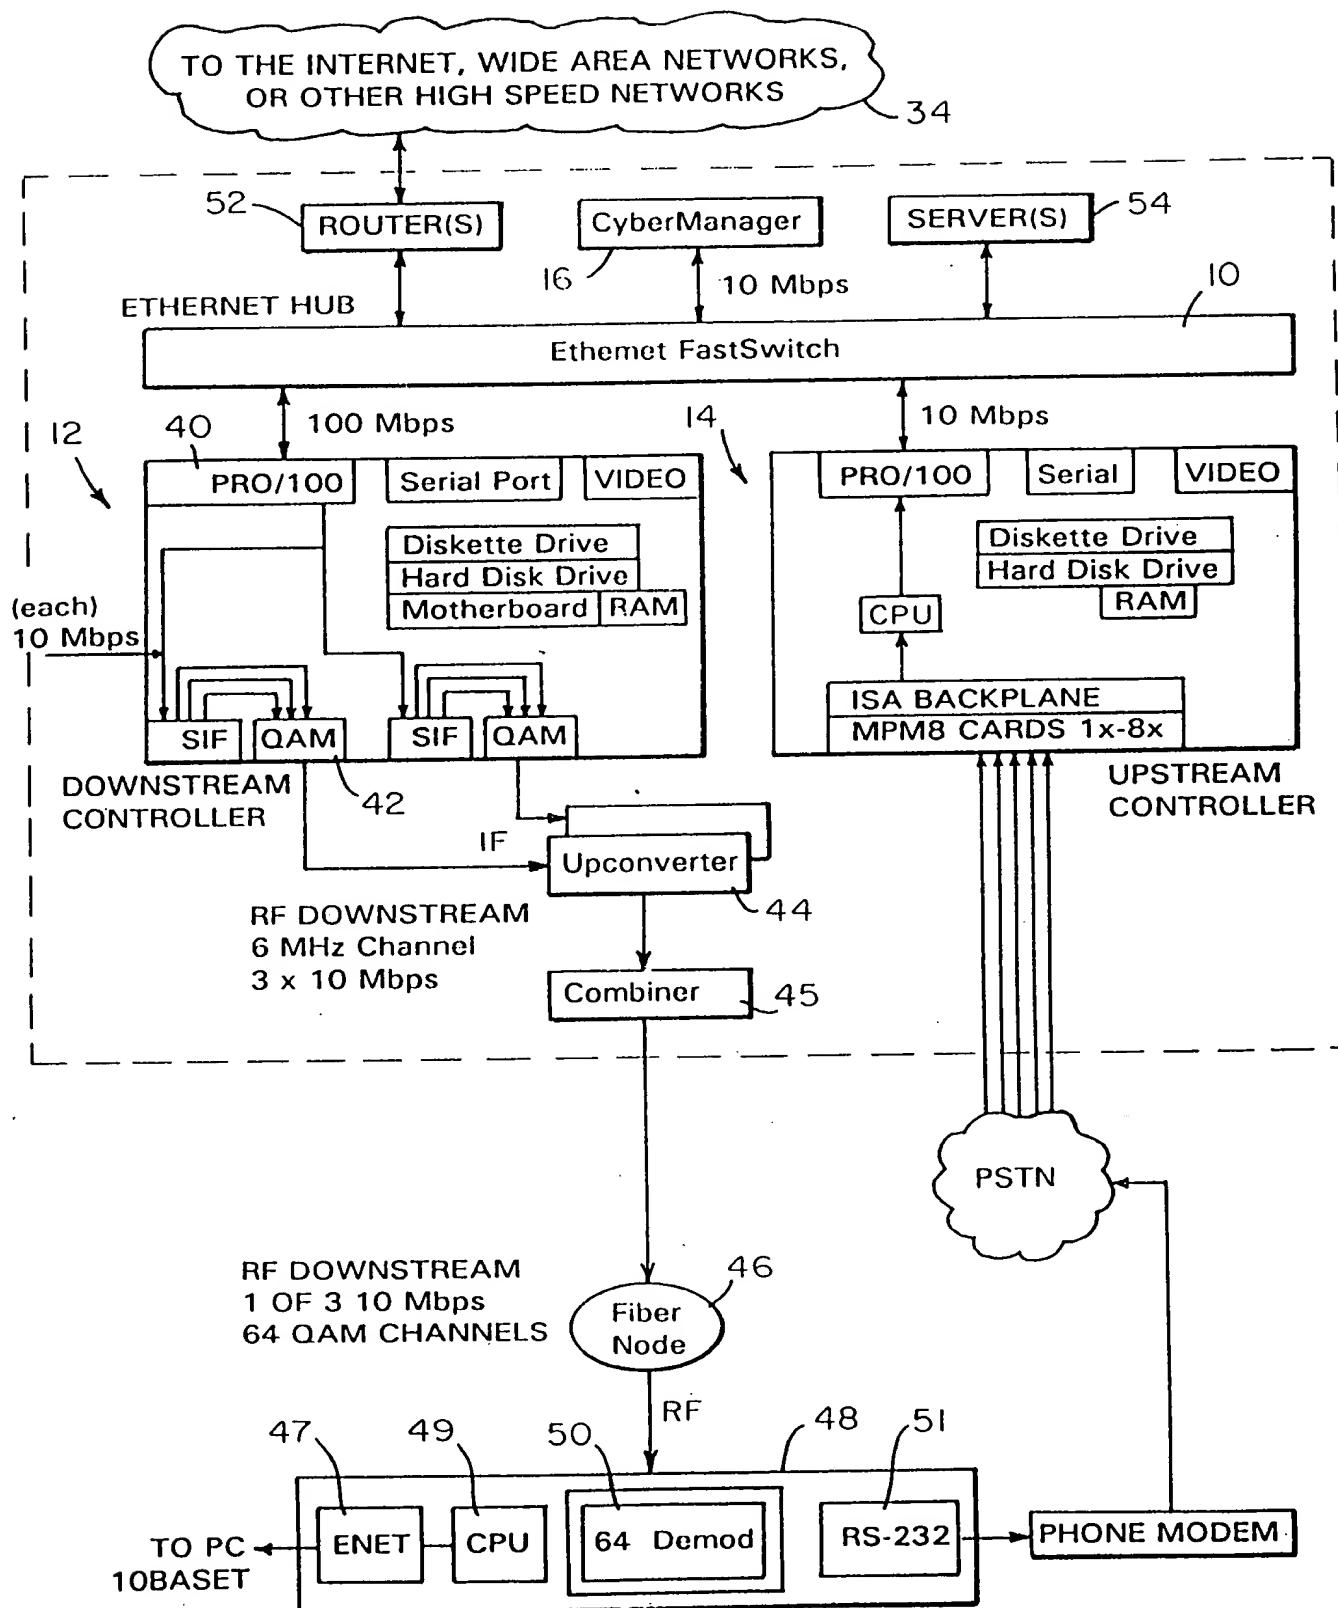 TO THE INTERNET, WIDE AREA NETWORKS,
OR OTHER HIGH SPEED NETWORKS
34
52
ROUTER(S)
CyberManager
SERVER(S)
54
16
10 Mbps
10
ETHERNET HUB
Ethernet FastSwitch
12
40
100 Mbps
14
10 Mbps
PRO/100
Serial Port
VIDEO
PRO/100
Serial
VIDEO
Diskette Drive
Hard Disk Drive
Motherboard
RAM
Diskette Drive
Hard Disk Drive
RAM
CPU
(each)
10 Mbps
ISA BACKPLANE
MPM8 CARDS 1x-8x
SIF
QAM
SIF
QAM
DOWNSTREAM
CONTROLLER
42
UPSTREAM
CONTROLLER
IF
Upconverter
44
RF DOWNSTREAM
6 MHz Channel
3 x 10 Mbps
Combiner
45
PSTN
RF DOWNSTREAM
1 OF 3 10 Mbps
64 QAM CHANNELS
46
Fiber
Node
RF
47
49
50
48
51
ENET
CPU
64 Demod
RS-232
PHONE MODEM
TO PC
10BASET